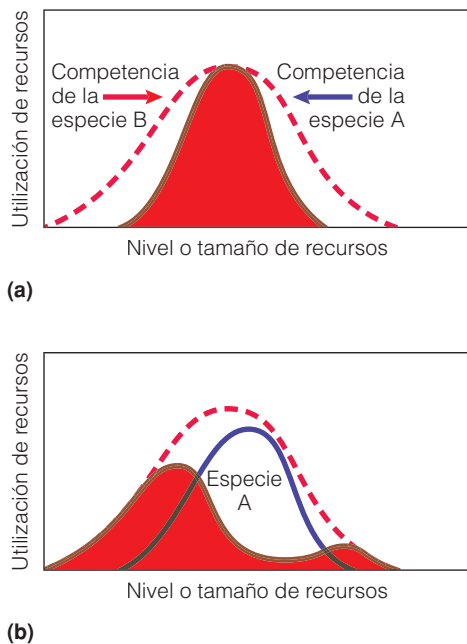 Utilización de recursos
Competencia
de la
especie B
Competencia
de la
especie A
Nivel o tamaño de recursos
(a)
Utilización de recursos
Especie
A
Nivel o tamaño de recursos
(b)